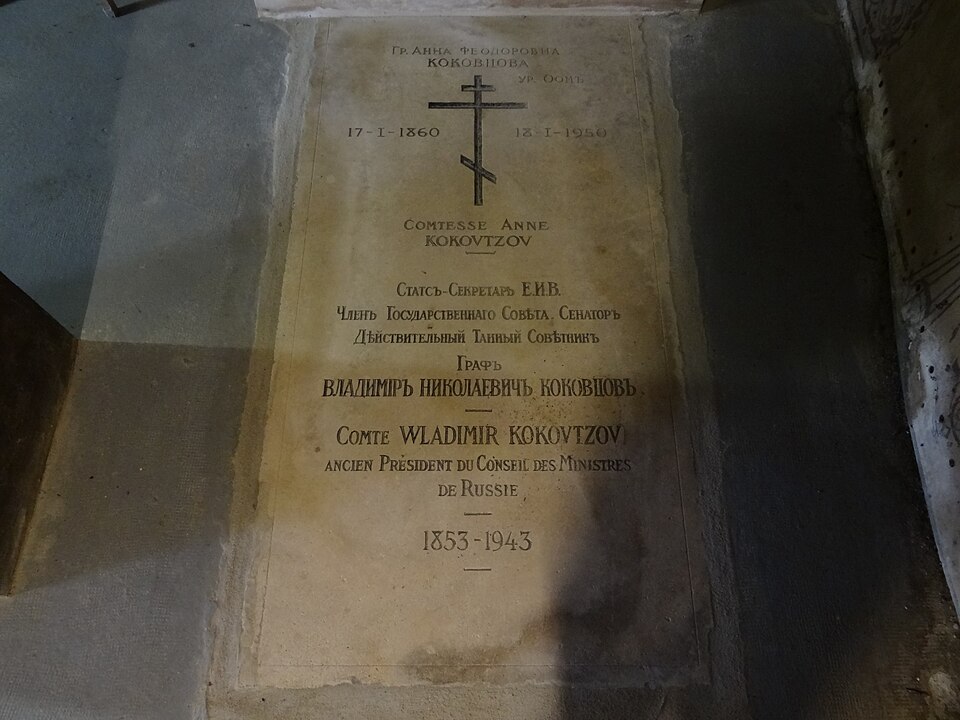 Гр. Анна Феодоровна
Коковцова
ур. Оомъ
17-I-1860 18-I-1950
Comtesse Anne
Kokovtzov
Статсъ-Секретарь Е.И.В.
Членъ Государственнаго Совѣта, Сенаторъ
Дѣйствительный Тайный Совѣтникъ
Графъ
Владиміръ Николаевичъ Коковцовъ
Comte Wladimir Kokovtzov
ancien Président du Conseil des Ministres
de Russie
1853-1943